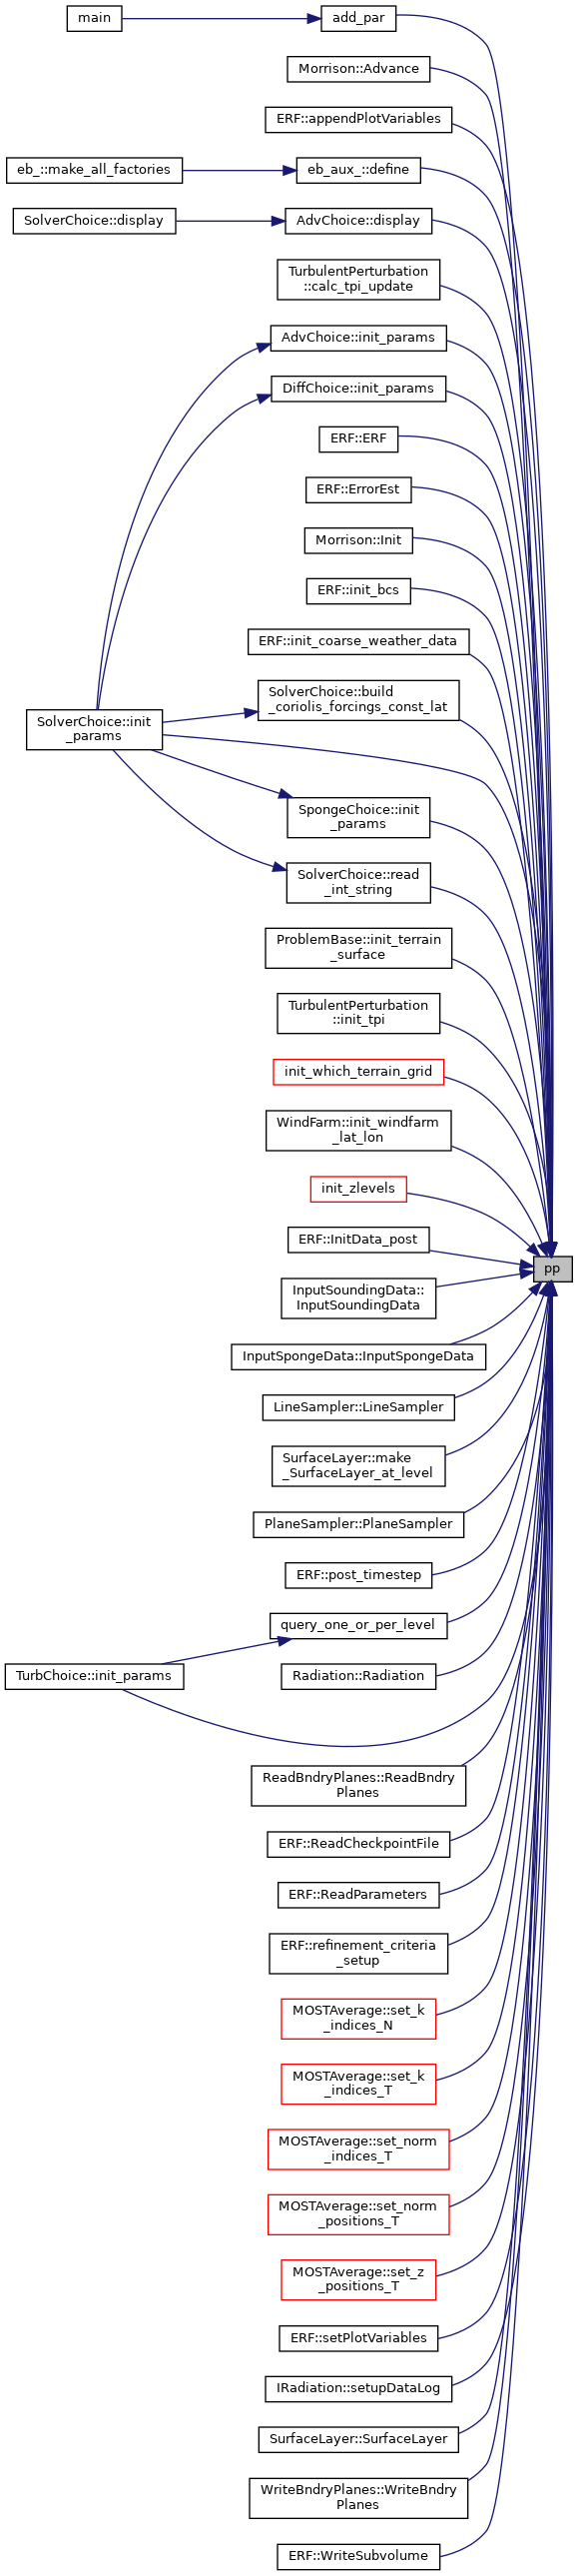 main
add_par
Morrison::Advance
ERF::appendPlotVariables
eb_::make_all_factories
eb_aux_::define
SolverChoice::display
AdvChoice::display
TurbulentPerturbation
::calc_tpi_update
AdvChoice::init_params
DiffChoice::init_params
ERF::ERF
ERF::ErrorEst
Morrison::Init
ERF::init_bcs
ERF::init_coarse_weather_data
SolverChoice::build
_coriolis_forcings_const_lat
SolverChoice::init
_params
SpongeChoice::init
_params
SolverChoice::read
_int_string
ProblemBase::init_terrain
_surface
TurbulentPerturbation
::init_tpi
init_which_terrain_grid
WindFarm::init_windfarm
_lat_lon
init_zlevels
ERF::InitData_post
pp
InputSoundingData::
InputSoundingData
InputSpongeData::InputSpongeData
LineSampler::LineSampler
SurfaceLayer::make
_SurfaceLayer_at_level
PlaneSampler::PlaneSampler
ERF::post_timestep
query_one_or_per_level
TurbChoice::init_params
Radiation::Radiation
ReadBndryPlanes::ReadBndry
Planes
ERF::ReadCheckpointFile
ERF::ReadParameters
ERF::refinement_criteria
_setup
MOSTAverage::set_k
_indices_N
MOSTAverage::set_k
_indices_T
MOSTAverage::set_norm
_indices_T
MOSTAverage::set_norm
_positions_T
MOSTAverage::set_z
_positions_T
ERF::setPlotVariables
IRadiation::setupDataLog
SurfaceLayer::SurfaceLayer
WriteBndryPlanes::WriteBndry
Planes
ERF::WriteSubvolume